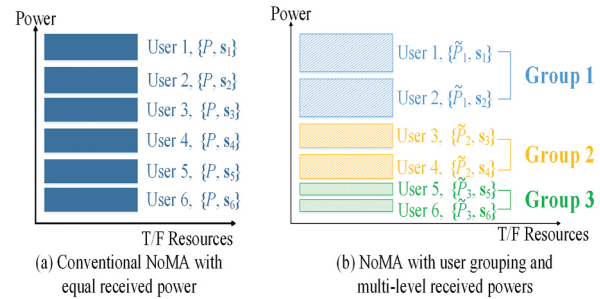 Power
User 1, {P, s₁}
User 2, {P, s₂}
User 3, {P, s₃}
User 4, {P, s₄}
User 5, {P, s₅}
User 6, {P, s₆}
T/F Resources
(a) Conventional NoMA with
equal received power
Power
User 1, {P̃₁, s₁}
User 2, {P̃₁, s₂}
Group 1
User 3, {P̃₂, s₃}
User 4, {P̃₂, s₄}
Group 2
User 5, {P̃₃, s₅}
User 6, {P̃₃, s₆}
Group 3
T/F Resources
(b) NoMA with user grouping and
multi-level received powers